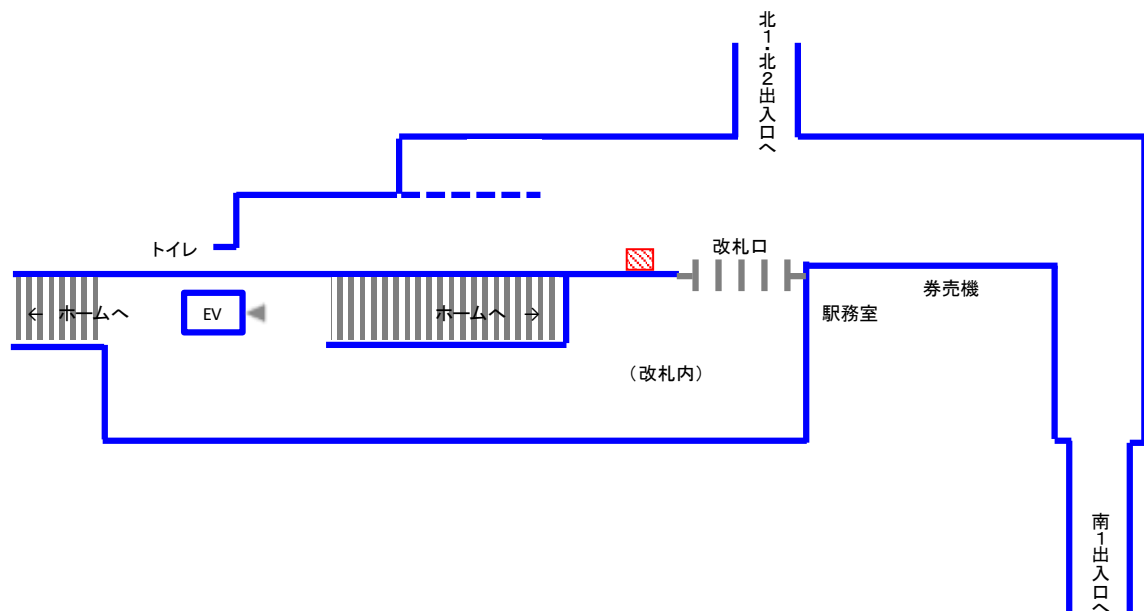 北1・北2出入口へ
トイレ
改札口
券売機
← ホームへ
EV
ホームへ →
駅務室
（改札内）
南1出入口へ